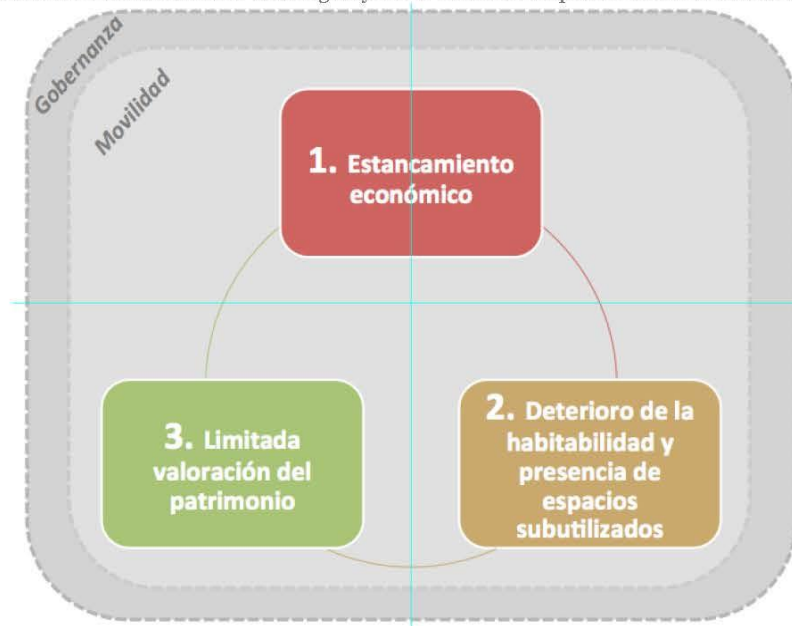 Gobernanza
Movilidad
1. Estancamiento
económico
2. Deterioro de la
habitabilidad y
presencia de
espacios
subutilizados
3. Limitada
valoración del
patrimonio